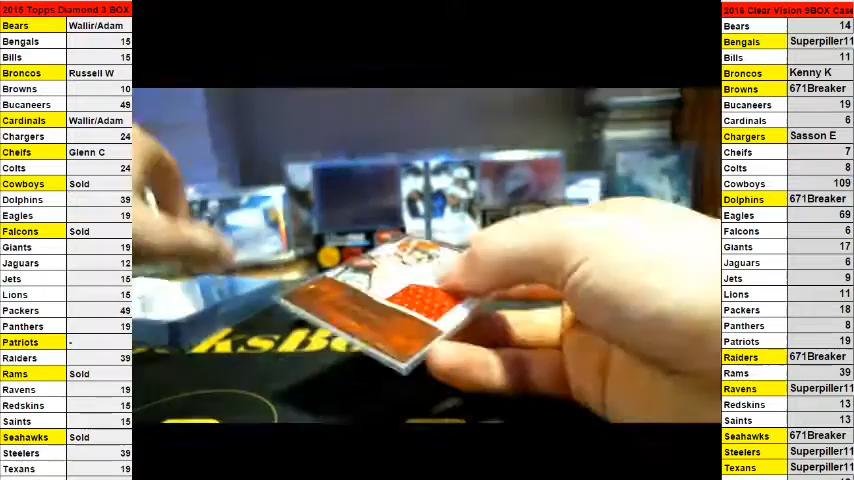 2015 Topps Diamond 3 BOX
Bears Wallir/Adam
Bengals 15
Bills 15
Broncos Russell W
Browns 10
Bucaneers 49
Cardinals Wallir/Adam
Chargers 24
Cheifs Glenn C
Colts 24
Cowboys Sold
Dolphins 39
Eagles 19
Falcons Sold
Giants 19
Jaguars 12
Jets 15
Lions 15
Packers 49
Panthers 19
Patriots -
Raiders 39
Rams Sold
Ravens 19
Redskins 15
Saints 15
Seahawks Sold
Steelers 39
Texans 19
2016 Clear Vision 9BOX Case
Bears 14
Bengals Superpiller11
Bills 11
Broncos Kenny K
Browns 671Breaker
Bucaneers 19
Cardinals 6
Chargers Sasson E
Cheifs 7
Colts 8
Cowboys 109
Dolphins 671Breaker
Eagles 69
Falcons 6
Giants 17
Jaguars 6
Jets 9
Lions 11
Packers 18
Panthers 8
Patriots 19
Raiders 671Breaker
Rams 39
Ravens Superpiller11
Redskins 13
Saints 13
Seahawks 671Breaker
Steelers Superpiller11
Texans Superpiller11